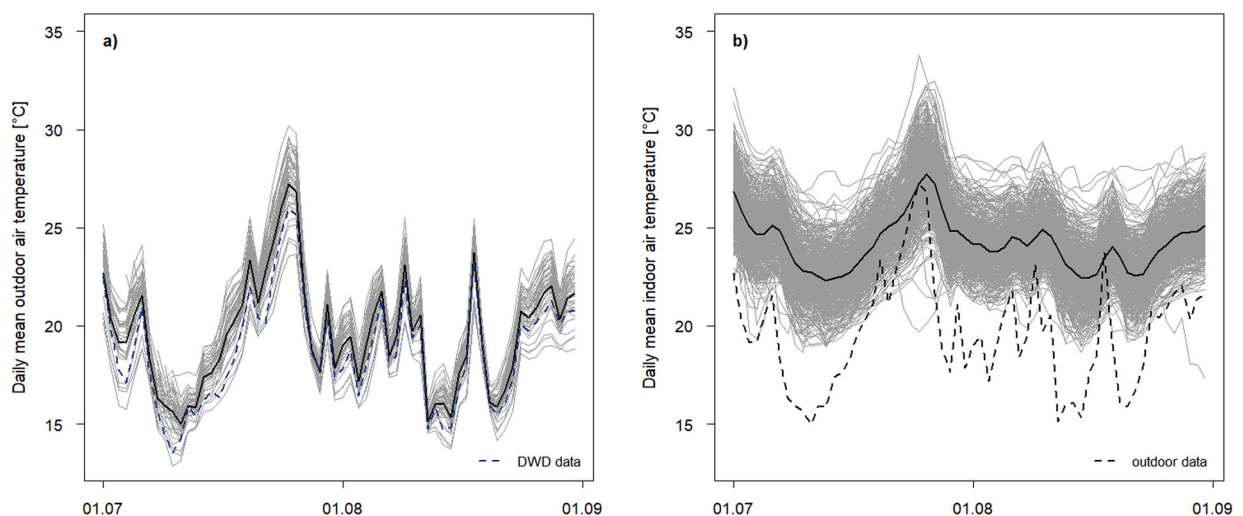 a)
Daily mean outdoor air temperature [°C]
35
30
25
20
15
01.07
01.08
01.09
DWD data
b)
Daily mean indoor air temperature [°C]
35
30
25
20
15
01.07
01.08
01.09
outdoor data